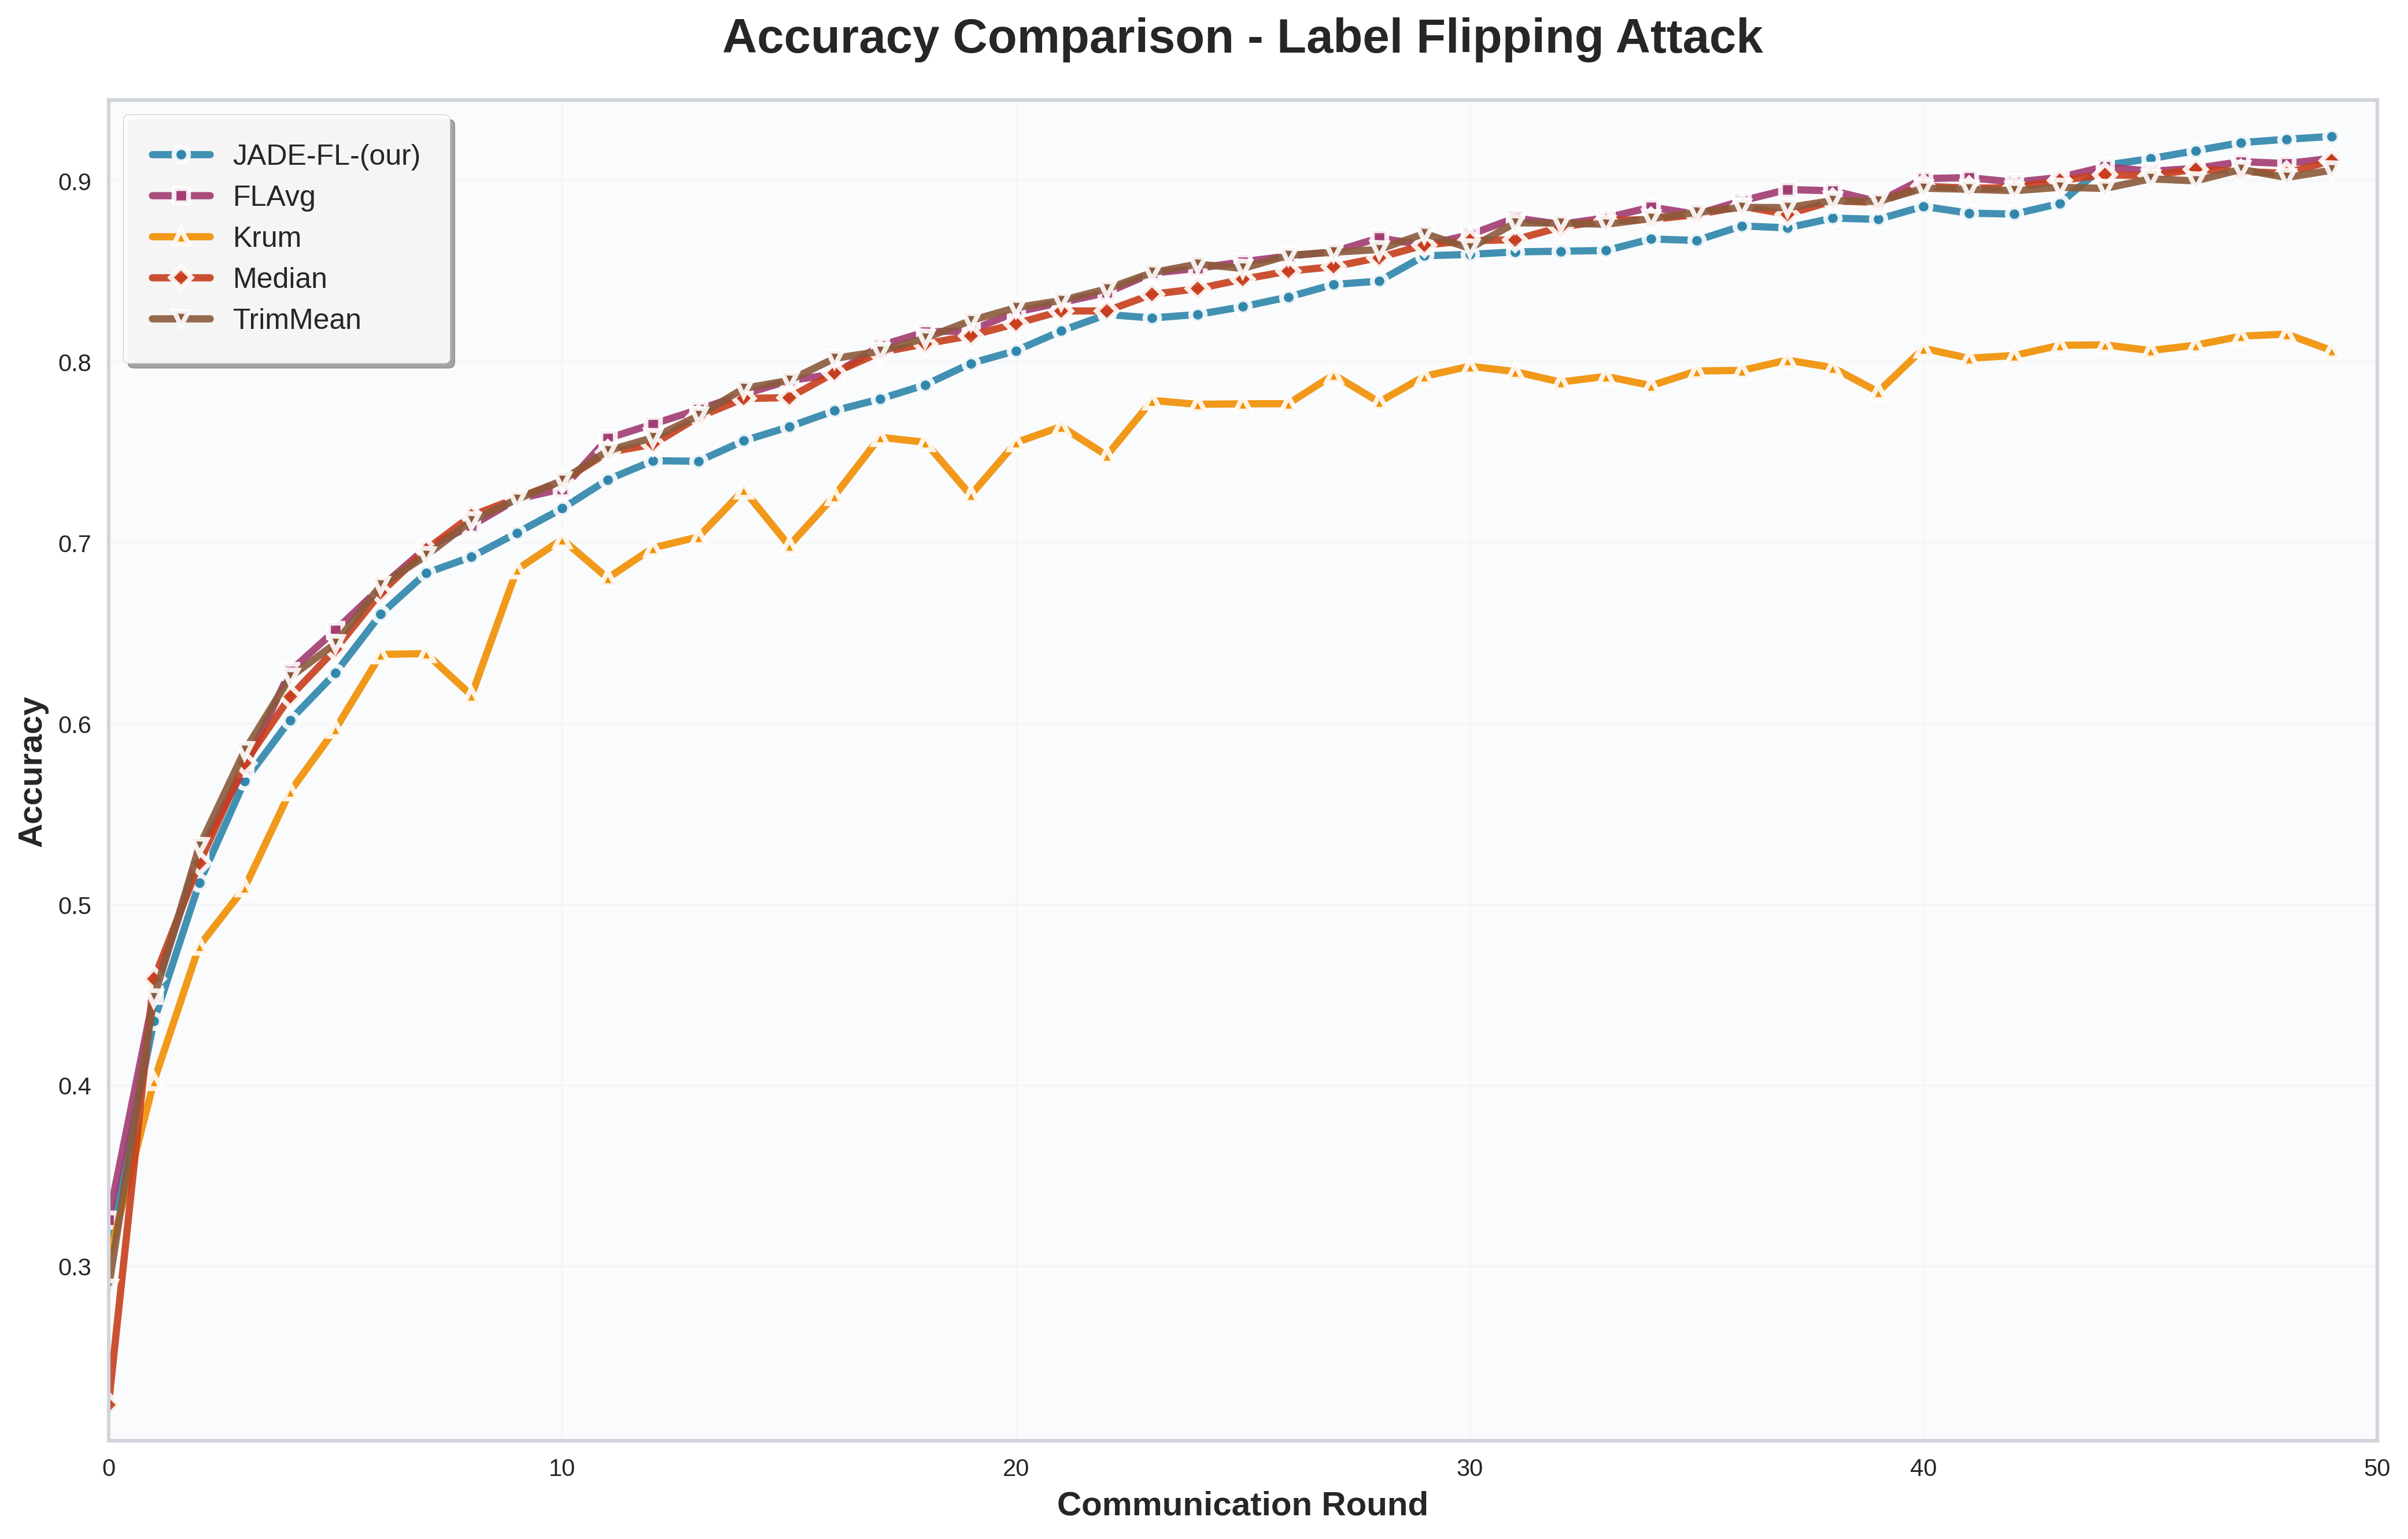 Accuracy Comparison - Label Flipping Attack
JADE-FL-(our)
FLAvg
Krum
Median
TrimMean
Accuracy
0.9
0.8
0.7
0.6
0.5
0.4
0.3
0
10
20
30
40
50
Communication Round